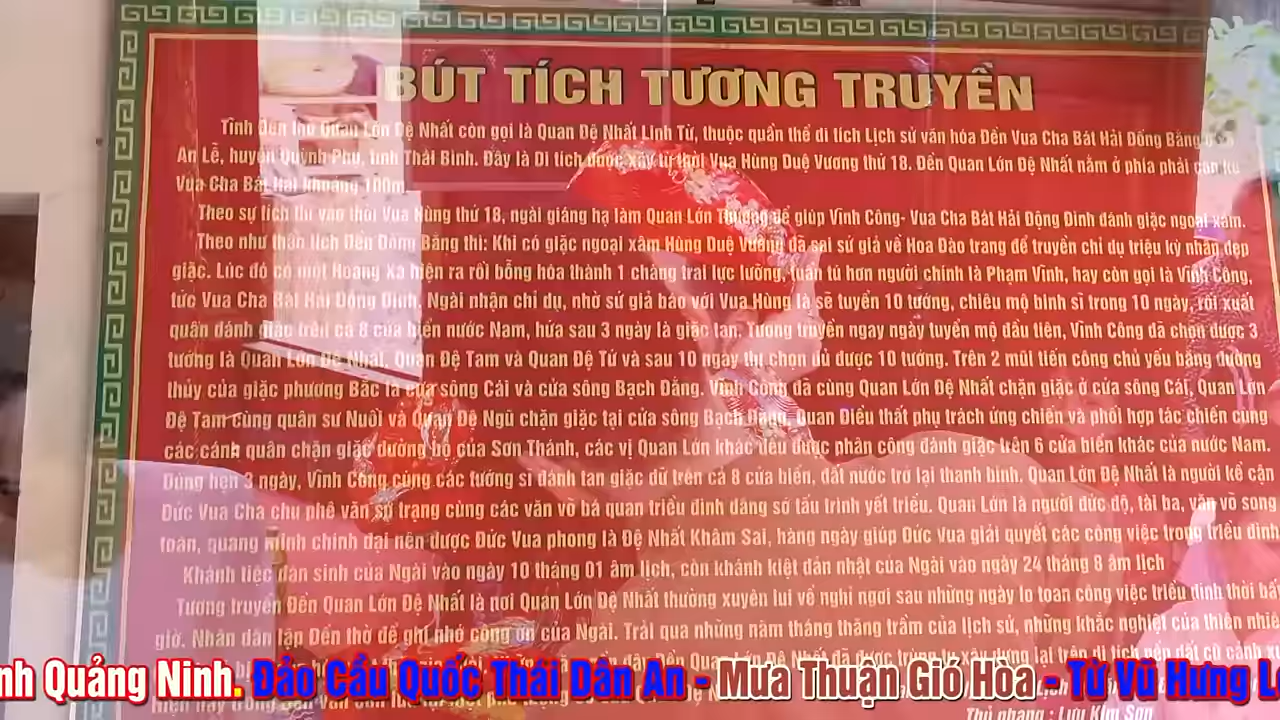 BÚT TÍCH TƯƠNG TRUYỀN
Quan Lớn Đệ Nhất còn gọi là Quan Đệ Nhất Linh Từ, thuộc quần thể di tích Lịch sử văn hóa Đền Vua Cha Bát Hải Đồng Bằng
An Lễ, huyện Quỳnh Phụ, tỉnh Thái Bình. Đây là Di tích được xây từ thời Vua Hùng Duệ Vương thứ 18. Đền Quan Lớn Đệ Nhất nằm ở phía phải
Vua Cha Bát Hải khoảng 100m
Theo sự tích thì vào thời Vua Hùng thứ 18, ngài giáng hạ làm Quan Lớn Thượng để giúp Vĩnh Công- Vua Cha Bát Hải Động Đình đánh giặc ngoại xâm.
Theo như thần tích Đền Đồng Bằng thì: Khi có giặc ngoại xâm Hùng Duệ Vương đã sai sứ giả về Hoa Đào trang để truyền chỉ dụ triệu kỳ nhân dẹp
giặc. Lúc đó có một Hoàng Xà hiện ra rồi bỗng hóa thành 1 chàng trai lực lưỡng, tuấn tú hơn người chính là Phạm Vĩnh, hay còn gọi là Vĩnh Công,
tức Vua Cha Bát Hải Động Đình, Ngài nhận chỉ dụ, nhờ sứ giả báo với Vua Hùng là sẽ tuyển 10 tướng, chiêu mộ binh sĩ trong 10 ngày, rồi xuất
quân đánh giặc trên cả 8 cửa biển nước Nam, hứa sau 3 ngày là giặc tan. Tương truyền ngay ngày tuyển mộ đầu tiên, Vĩnh Công đã chọn được 3
tướng là Quan Lớn Đệ Nhất, Quan Đệ Tam và Quan Đệ Tứ và sau 10 ngày thì chọn đủ được 10 tướng. Trên 2 mũi tiến công chủ yếu bằng đường
thủy của giặc phương Bắc là cửa sông Cái và cửa sông Bạch Đằng. Vĩnh Công đã cùng Quan Lớn Đệ Nhất chặn giặc ở cửa sông Cái, Quan Lớn
Đệ Tam cùng quân sư Nuôi và Quan Đệ Ngũ chặn giặc tại cửa sông Bạch Đằng, Quan Điều thất phụ trách ứng chiến và phối hợp tác chiến cùng
các cánh quân chặn giặc đường bộ của Sơn Thánh, các vị Quan Lớn khác đều được phân công đánh giặc trên 6 cửa biển khác của nước Nam.
Đúng hẹn 3 ngày, Vĩnh Công cùng các tướng sĩ đánh tan giặc dữ trên cả 8 cửa biển, đất nước trở lại thanh bình. Quan Lớn Đệ Nhất là người kề cận
Đức Vua Cha chu phê văn sự trạng cùng các văn võ bá quan triều đình dâng sớ tấu trình yết triều. Quan Lớn là người đức độ, tài ba, văn võ song
toàn, quang minh chính đại nên được Đức Vua phong là Đệ Nhất Khâm Sai, hàng ngày giúp Đức Vua giải quyết các công việc trong triều đình
Khánh tiệc đản sinh của Ngài vào ngày 10 tháng 01 âm lịch, còn khánh kiệt đản nhật của Ngài vào ngày 24 tháng 8 âm lịch
Tương truyền Đền Quan Lớn Đệ Nhất là nơi Quan Lớn Đệ Nhất thường xuyên lui về nghỉ ngơi sau những ngày lo toan công việc triều đình thời bấy
giờ. Nhân dân lập Đền thờ để ghi nhớ công ơn của Ngài. Trải qua những năm tháng thăng trầm của lịch sử, những khắc nghiệt của thiên nhiên
Quan Lớn Đệ Nhất đã được trùng tu xây dựng lại trên di tích nền đất cũ
nh Quảng Ninh. Đảo Cầu Quốc Thái Dân An - Mưa Thuận Gió Hòa - Tử Vũ Hưng L
Thủ nhang : Lưu Kim Sơn